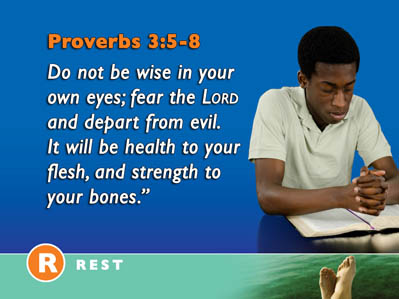 Proverbs 3:5-8
Do not be wise in your
own eyes; fear the LORD
and depart from evil.
It will be health to your
flesh, and strength to
your bones.”
R REST